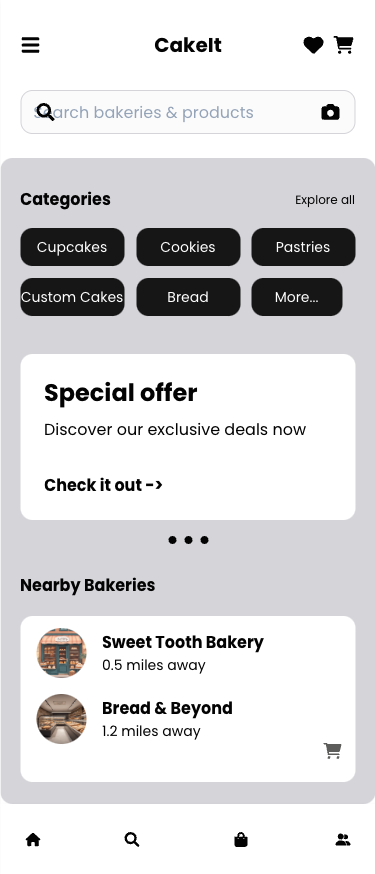 CakeIt
Search bakeries & products
Categories
Explore all
Cupcakes
Cookies
Pastries
Custom Cakes
Bread
More...
Special offer
Discover our exclusive deals now
Check it out ->
Nearby Bakeries
Sweet Tooth Bakery
0.5 miles away
Bread & Beyond
1.2 miles away